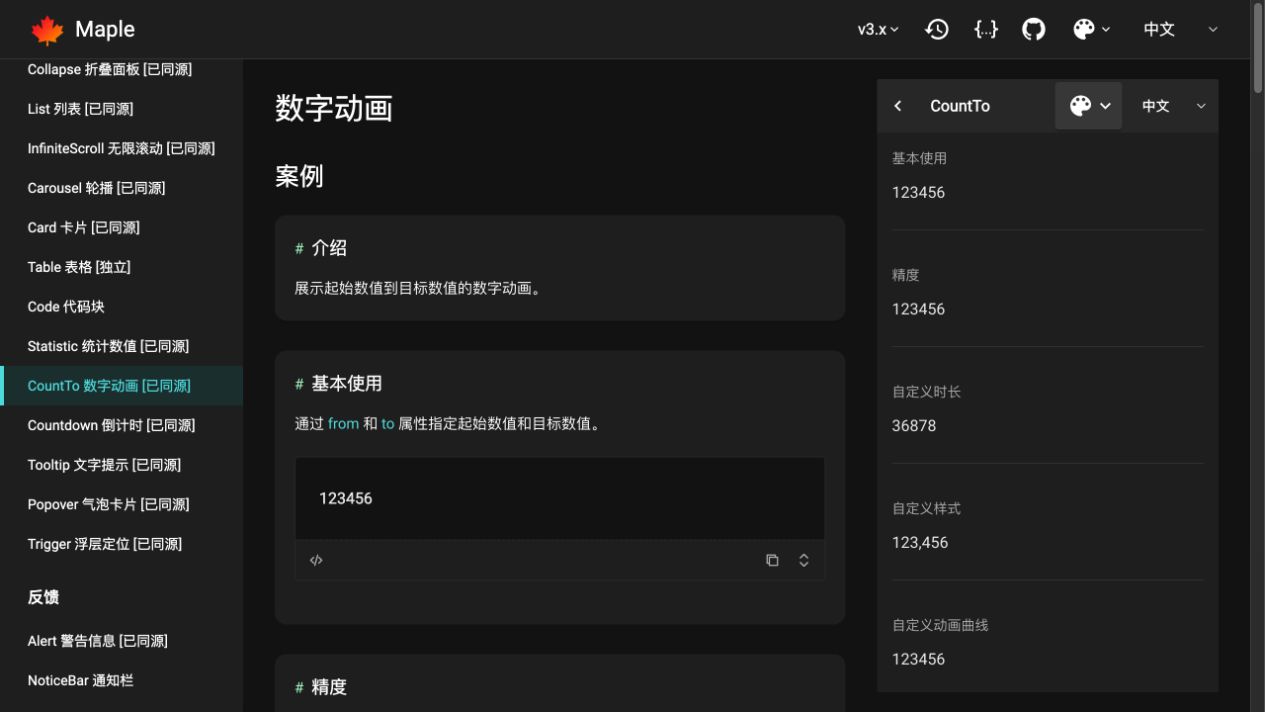 Maple
v3.x
中文
Collapse 折叠面板 [已同源]
List 列表 [已同源]
InfiniteScroll 无限滚动 [已同源]
Carousel 轮播 [已同源]
Card 卡片 [已同源]
Table 表格 [独立]
Code 代码块
Statistic 统计数值 [已同源]
CountTo 数字动画 [已同源]
Countdown 倒计时 [已同源]
Tooltip 文字提示 [已同源]
Popover 气泡卡片 [已同源]
Trigger 浮层定位 [已同源]
反馈
Alert 警告信息 [已同源]
NoticeBar 通知栏
数字动画
案例
# 介绍
展示起始数值到目标数值的数字动画。
# 基本使用
通过 from 和 to 属性指定起始数值和目标数值。
123456
# 精度
CountTo
中文
基本使用
123456
精度
123456
自定义时长
36878
自定义样式
123,456
自定义动画曲线
123456